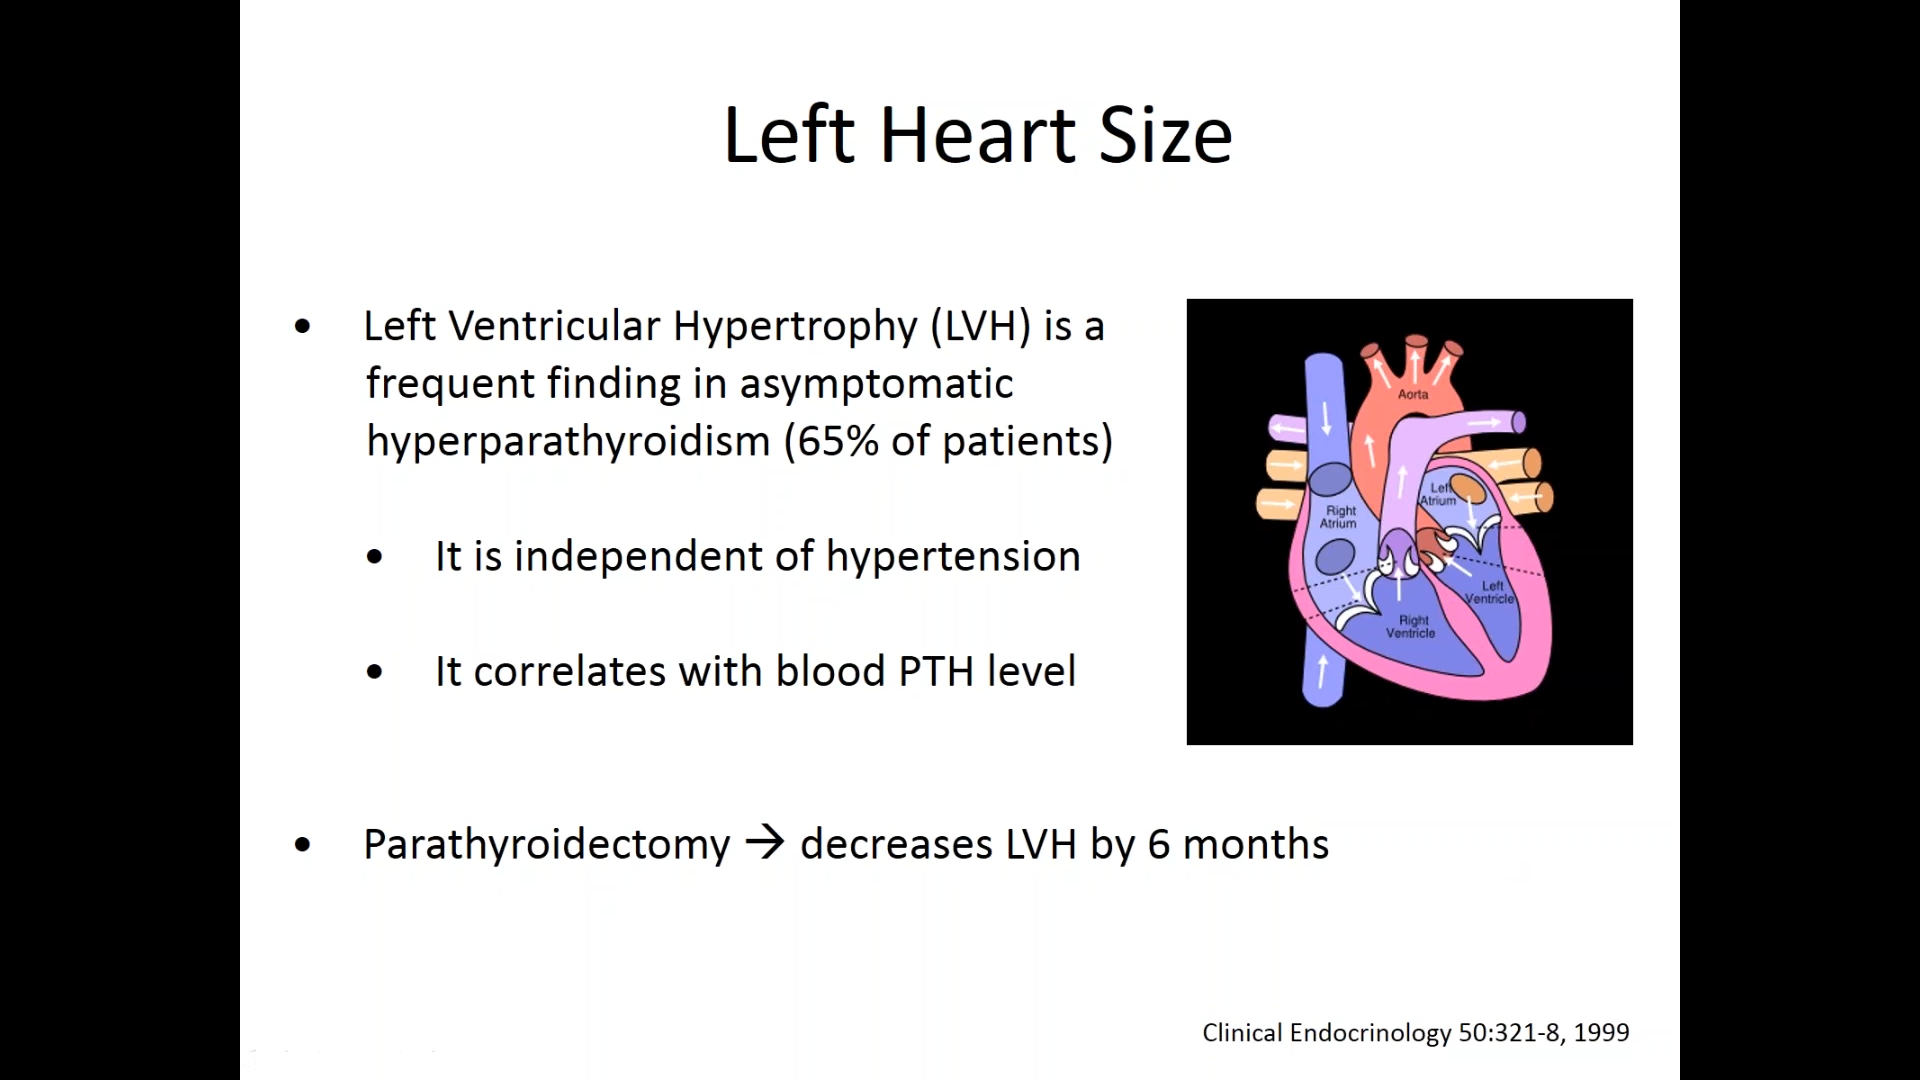 Left Heart Size
• Left Ventricular Hypertrophy (LVH) is a
frequent finding in asymptomatic
hyperparathyroidism (65% of patients)
• It is independent of hypertension
• It correlates with blood PTH level
• Parathyroidectomy → decreases LVH by 6 months
Aorta
Left
Atrium
Right
Atrium
Left
Ventricle
Right
Ventricle
Clinical Endocrinology 50:321-8, 1999